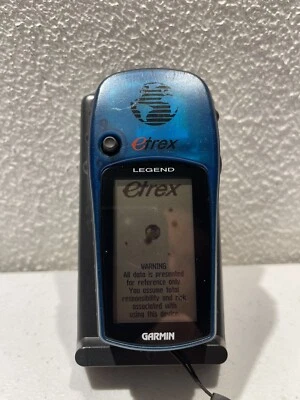 etrex
LEGEND
etrex
WARNING
All data is presented
for reference only.
You assume total
responsibility and risk
associated with
using this device.
GARMIN